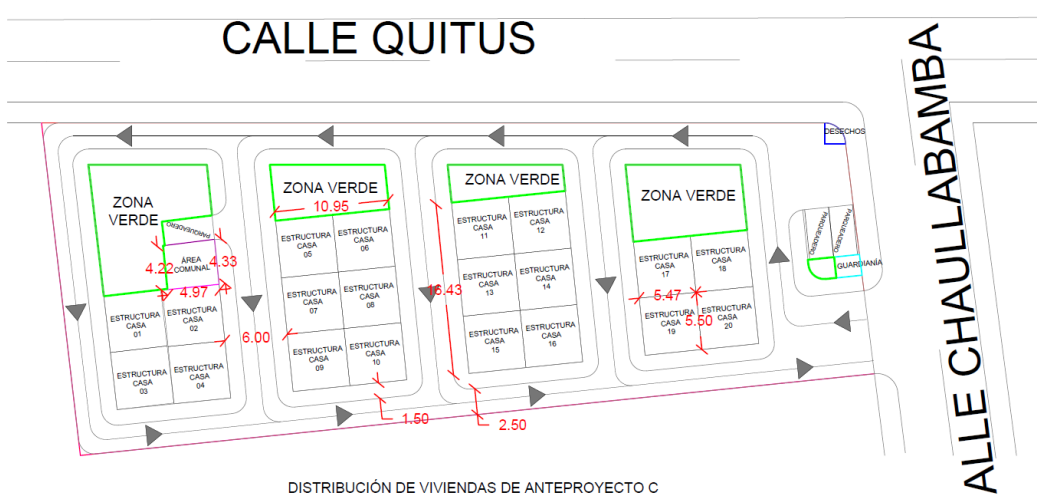 CALLE QUITUS
ALLE CHAULLABAMBA
DESECHOS
ZONA
VERDE
PARQUEADERO
ÁREA
COMUNAL
4.22
4.33
4.97
ESTRUCTURA
CASA
01
ESTRUCTURA
CASA
02
ESTRUCTURA
CASA
03
ESTRUCTURA
CASA
04
6.00
ZONA VERDE
10.95
ESTRUCTURA
CASA
05
ESTRUCTURA
CASA
06
ESTRUCTURA
CASA
07
ESTRUCTURA
CASA
08
ESTRUCTURA
CASA
09
ESTRUCTURA
CASA
10
1.50
ZONA VERDE
16.43
ESTRUCTURA
CASA
11
ESTRUCTURA
CASA
12
ESTRUCTURA
CASA
13
ESTRUCTURA
CASA
14
ESTRUCTURA
CASA
15
ESTRUCTURA
CASA
16
2.50
ZONA VERDE
ESTRUCTURA
CASA
17
ESTRUCTURA
CASA
18
5.47
5.50
ESTRUCTURA
CASA
19
ESTRUCTURA
CASA
20
PARQUEADERO
PARQUEADERO
GUARDIANÍA
DISTRIBUCIÓN DE VIVIENDAS DE ANTEPROYECTO C